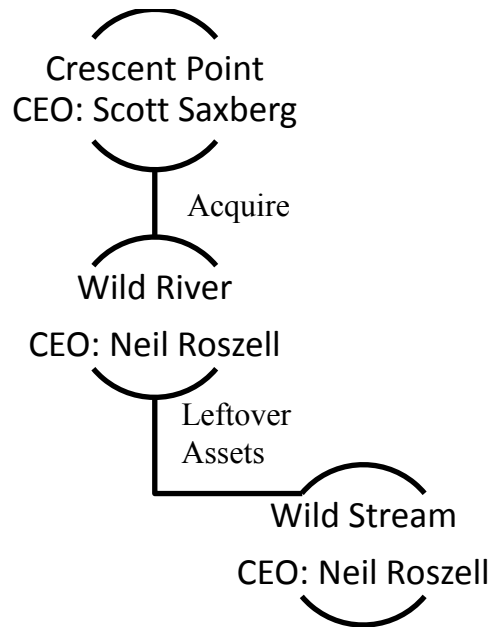 Crescent Point
CEO: Scott Saxberg
Acquire
Wild River
CEO: Neil Roszell
Leftover
Assets
Wild Stream
CEO: Neil Roszell